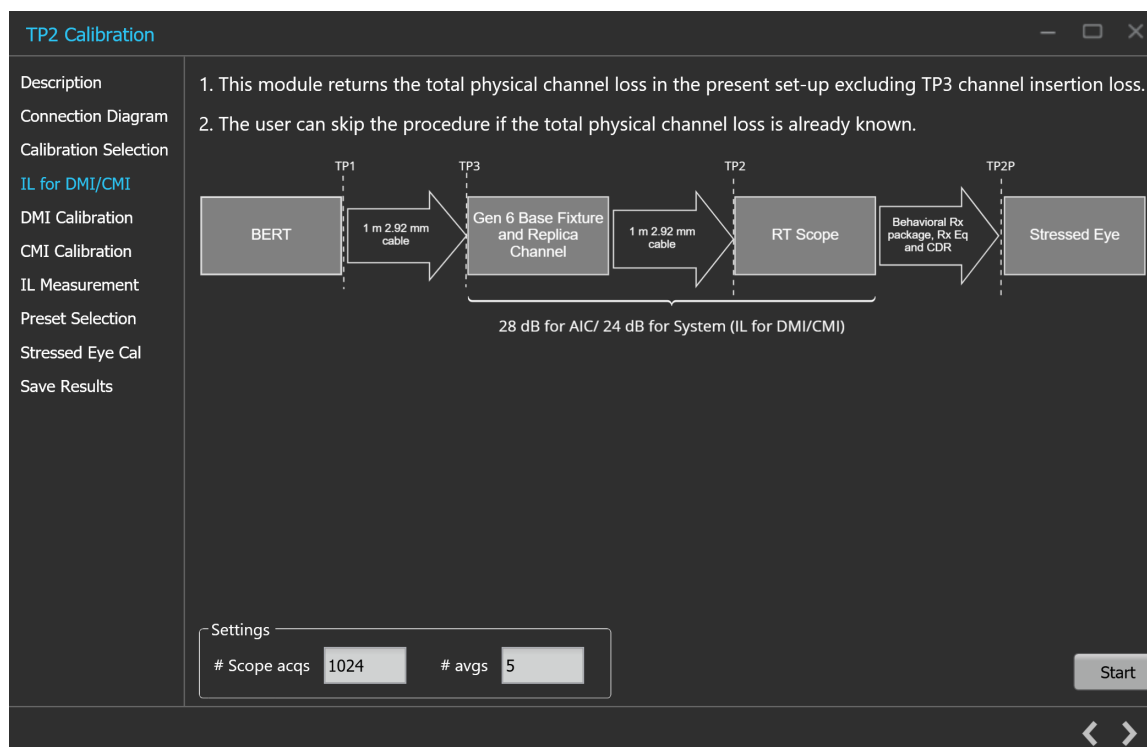 TP2 Calibration
Description
Connection Diagram
Calibration Selection
IL for DMI/CMI
DMI Calibration
CMI Calibration
IL Measurement
Preset Selection
Stressed Eye Cal
Save Results
1. This module returns the total physical channel loss in the present set-up excluding TP3 channel insertion loss.
2. The user can skip the procedure if the total physical channel loss is already known.
TP1
TP3
TP2
TP2P
BERT
1 m 2.92 mm
cable
Gen 6 Base Fixture
and Replica
Channel
1 m 2.92 mm
cable
RT Scope
Behavioral Rx
package, Rx Eq
and CDR
Stressed Eye
28 dB for AIC/ 24 dB for System (IL for DMI/CMI)
Settings
# Scope acqs 1024 # avgs 5
Start